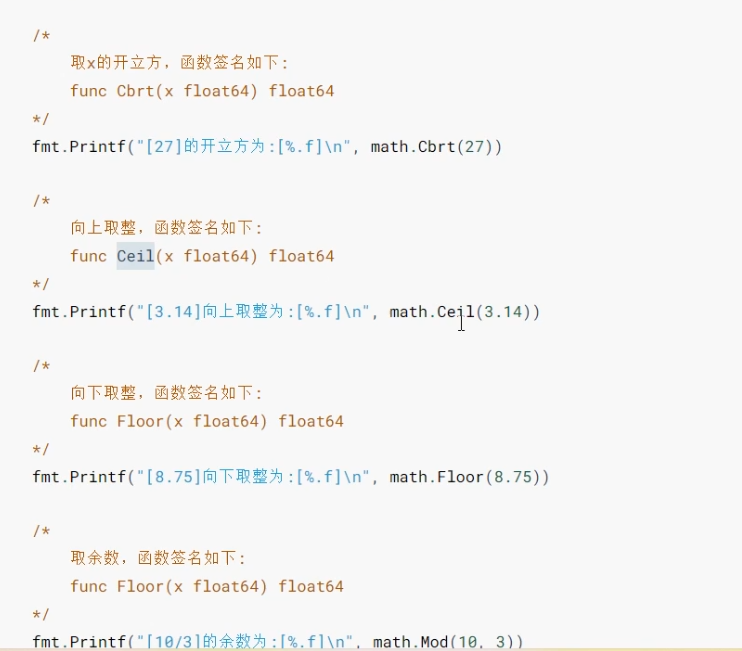 /*
取x的开立方，函数签名如下:
func Cbrt(x float64) float64
*/
fmt.Printf("[27]的开立方为:[%.f]\n", math.Cbrt(27))
/*
向上取整，函数签名如下:
func Ceil(x float64) float64
*/
fmt.Printf("[3.14]向上取整为:[%.f]\n", math.Ceil(3.14))
/*
向下取整，函数签名如下:
func Floor(x float64) float64
*/
fmt.Printf("[8.75]向下取整为:[%.f]\n", math.Floor(8.75))
/*
取余数，函数签名如下:
func Floor(x float64) float64
*/
fmt.Printf("[10/3]的余数为:[%.f]\n", math.Mod(10, 3))